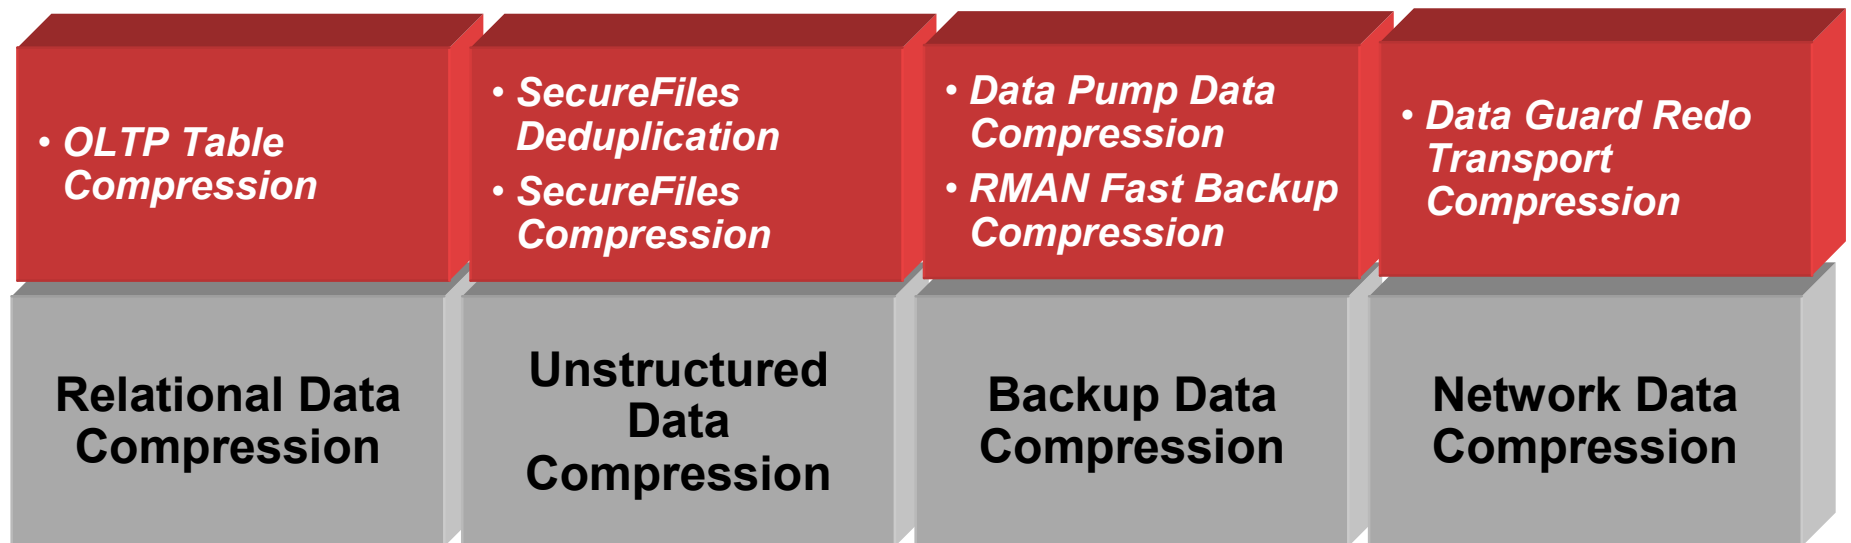 • OLTP Table
Compression
• SecureFiles
Deduplication
• SecureFiles
Compression
• Data Pump Data
Compression
• RMAN Fast Backup
Compression
• Data Guard Redo
Transport
Compression
Relational Data
Compression
Unstructured
Data
Compression
Backup Data
Compression
Network Data
Compression